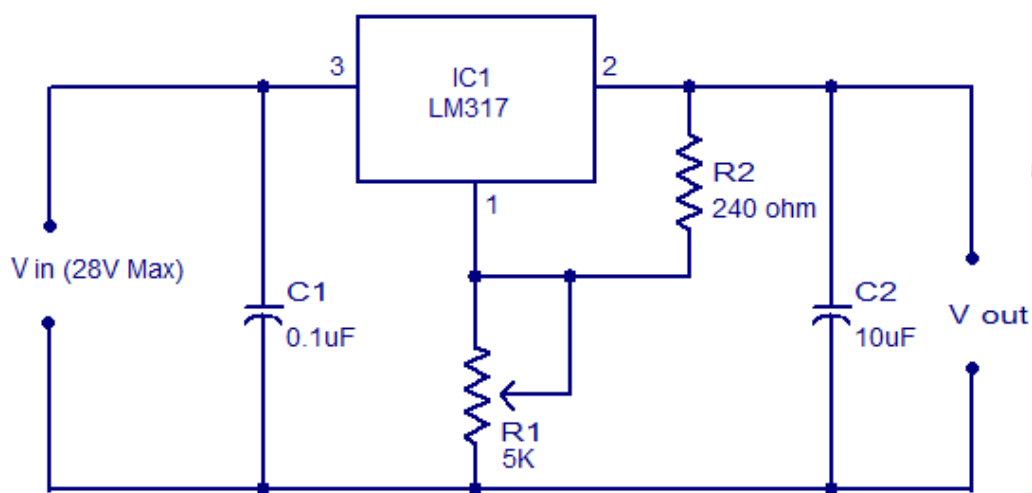 3
IC1
LM317
2
1
R2
240 ohm
V in (28V Max)
C1
0.1uF
C2
10uF
V out
R1
5K